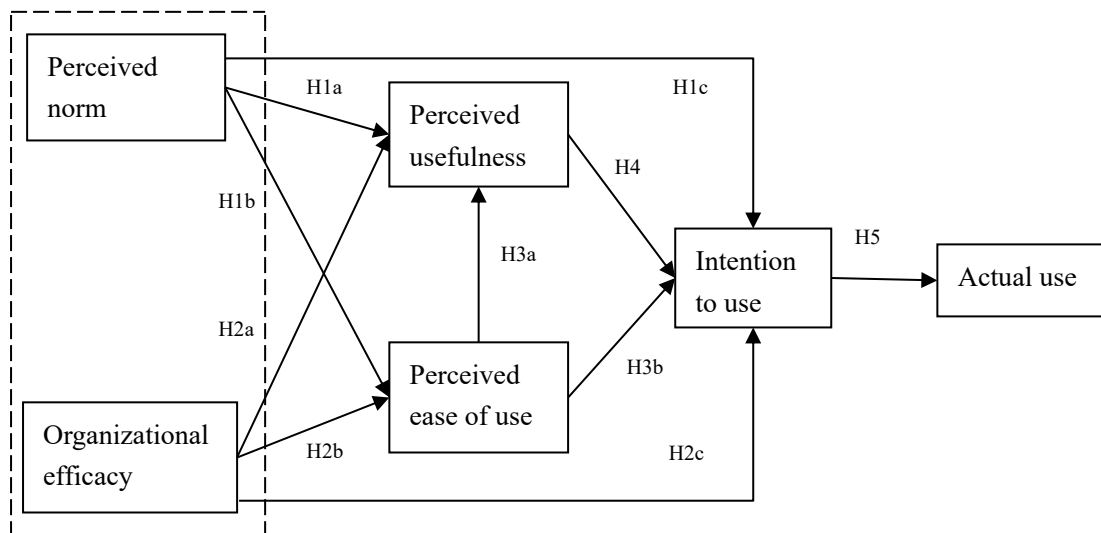 Perceived
norm
H1a
H1c
Perceived
usefulness
H4
H1b
H3a
H5
Intention
to use
Actual use
H2a
Perceived
ease of use
H3b
Organizational
efficacy
H2b
H2c